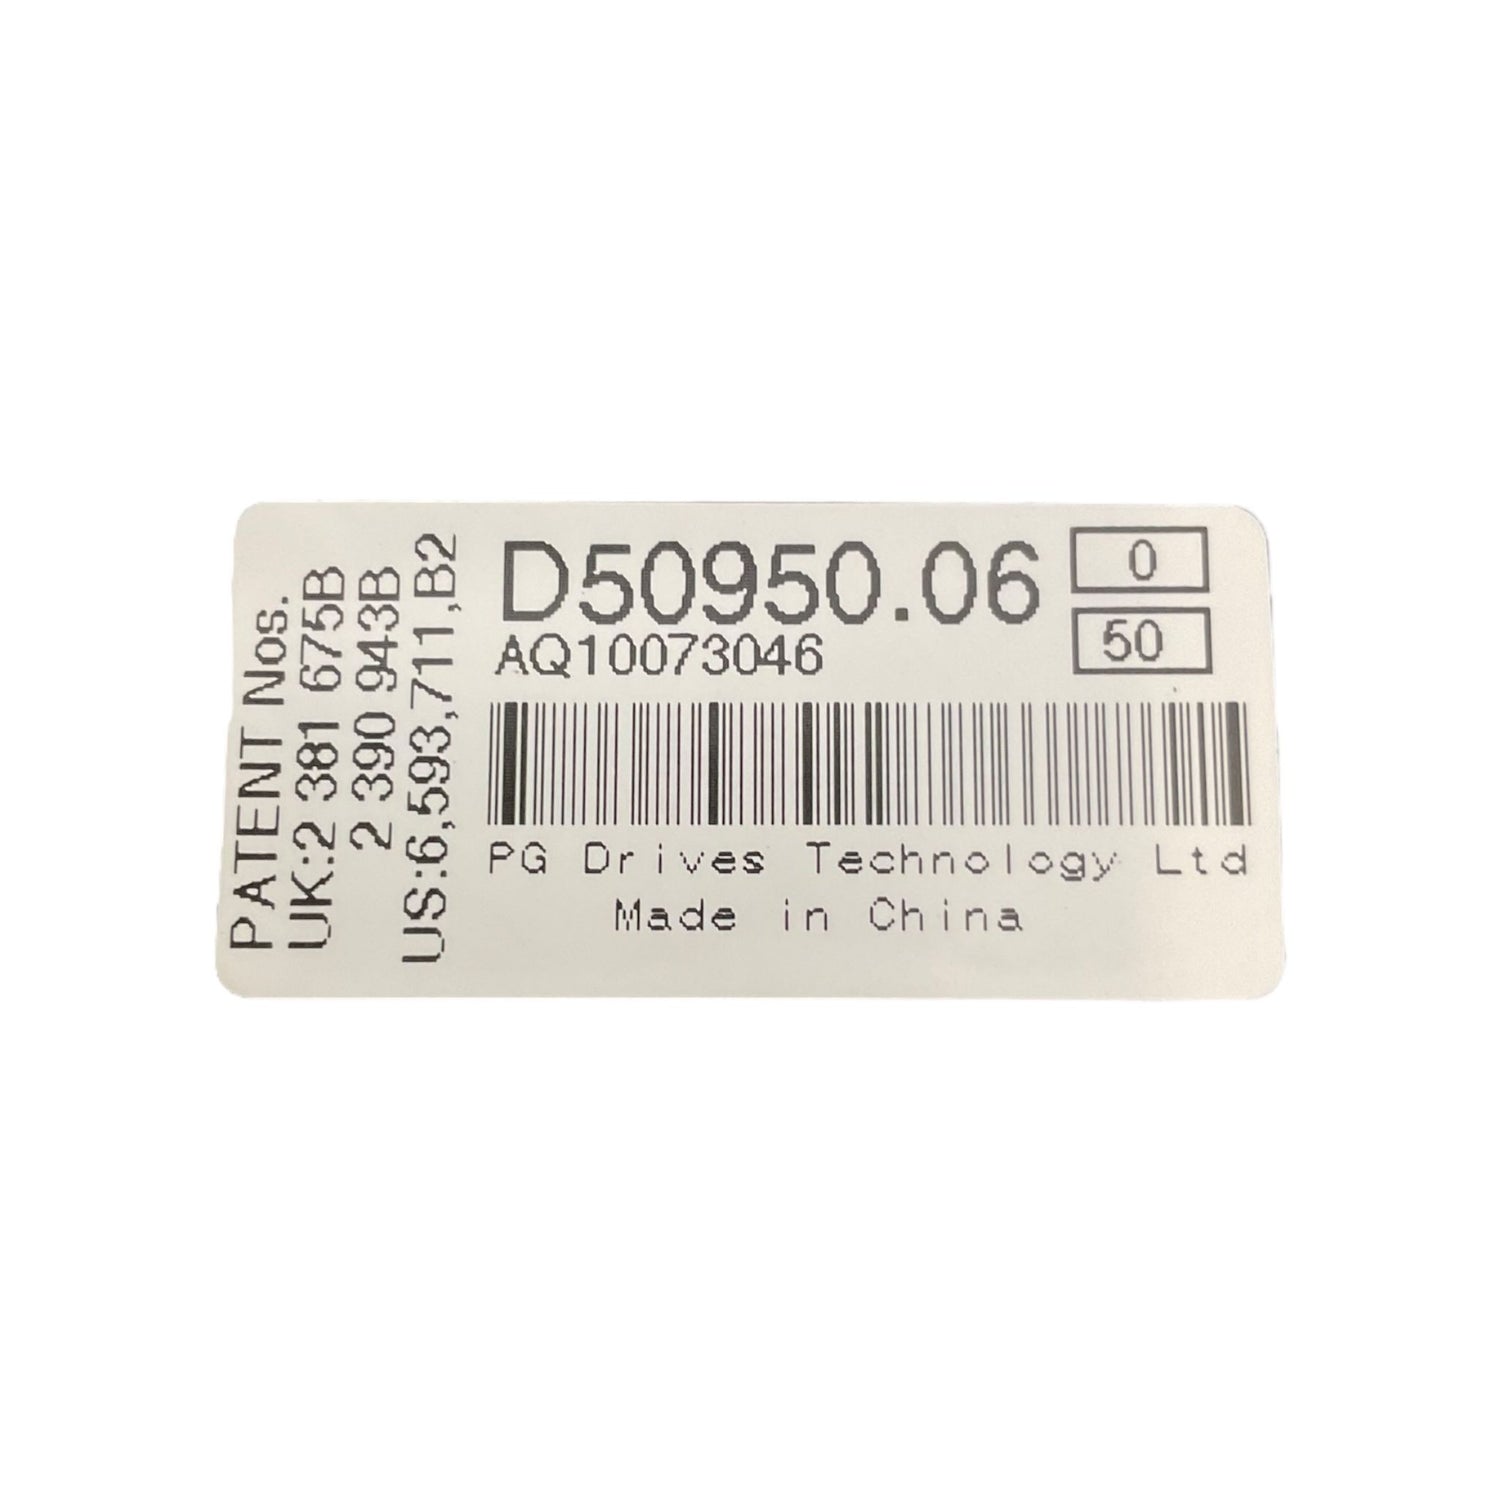 PATENT Nos.
UK:2 381 675B
2 390 943B
US:6,593,711,B2
D50950.06
0
50
AQ10073046
PG Drives Technology Ltd
Made in China